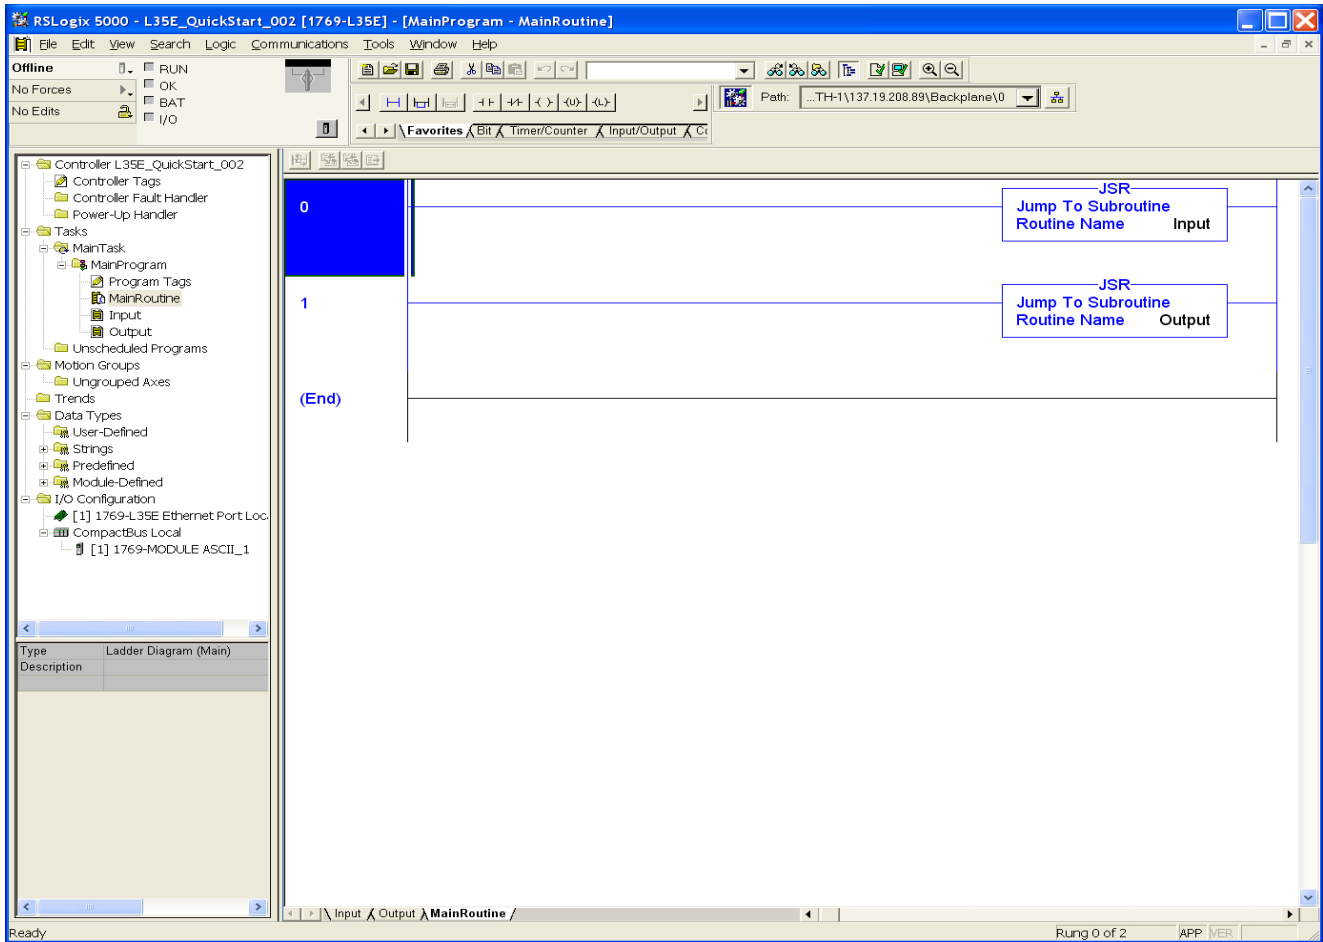 RSLogix 5000 - L35E_QuickStart_002 [1769-L35E] - [MainProgram - MainRoutine]
File Edit View Search Logic Communications Tools Window Help
Offline
RUN
No Forces
OK
No Edits
BAT
I/O
Path: ...TH-1\137.19.208.89\Backplane\0
Favorites Bit Timer/Counter Input/Output
Controller L35E_QuickStart_002
Controller Tags
Controller Fault Handler
Power-Up Handler
Tasks
MainTask
MainProgram
Program Tags
MainRoutine
Input
Output
Unscheduled Programs
Motion Groups
Ungrouped Axes
Trends
Data Types
User-Defined
Strings
Predefined
Module-Defined
I/O Configuration
[1] 1769-L35E Ethernet Port Loc
CompactBus Local
[1] 1769-MODULE ASCII_1
Type Ladder Diagram (Main)
Description
0
JSR
Jump To Subroutine
Routine Name Input
1
JSR
Jump To Subroutine
Routine Name Output
(End)
Input Output MainRoutine
Ready
Rung 0 of 2 APP VER